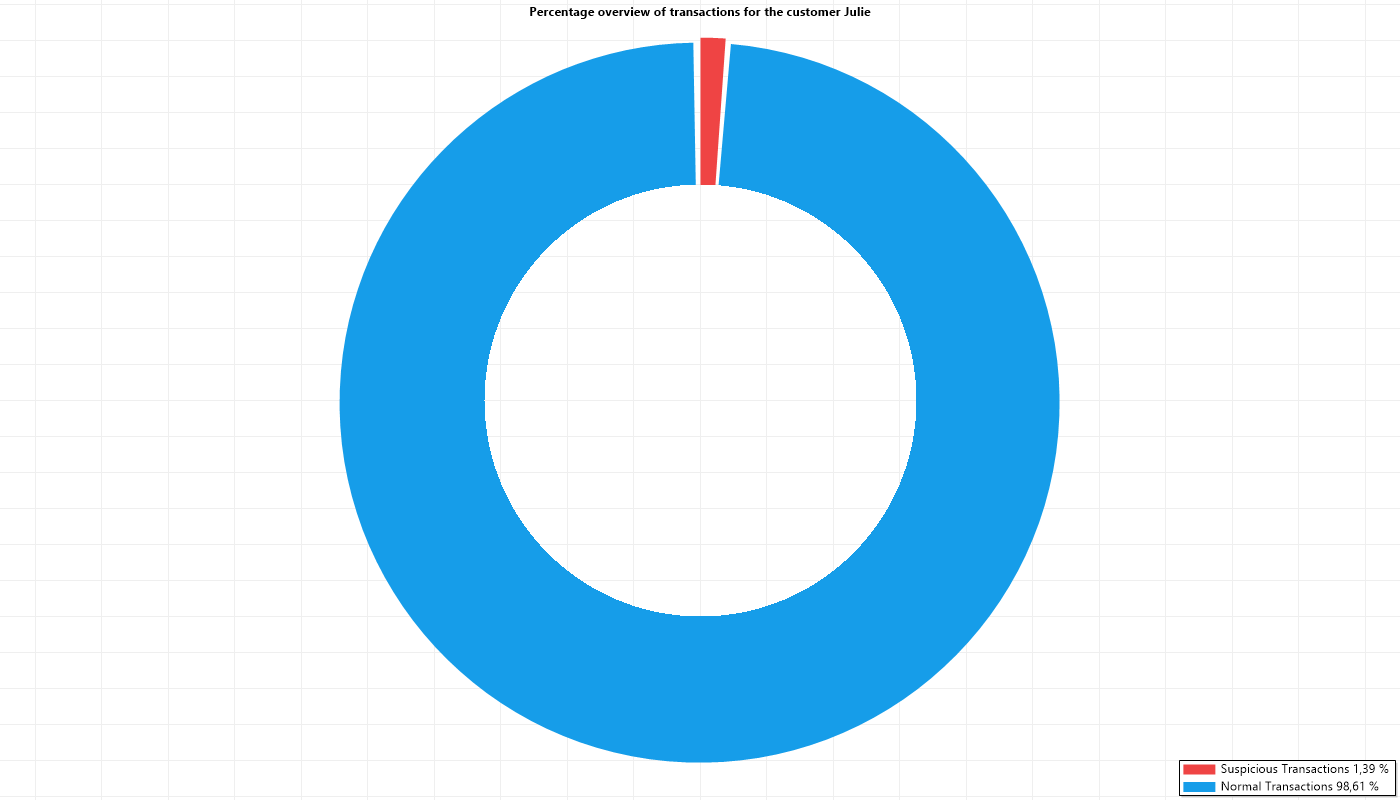 Percentage overview of transactions for the customer Julie
Suspicious Transactions 1,39 %
Normal Transactions 98,61 %